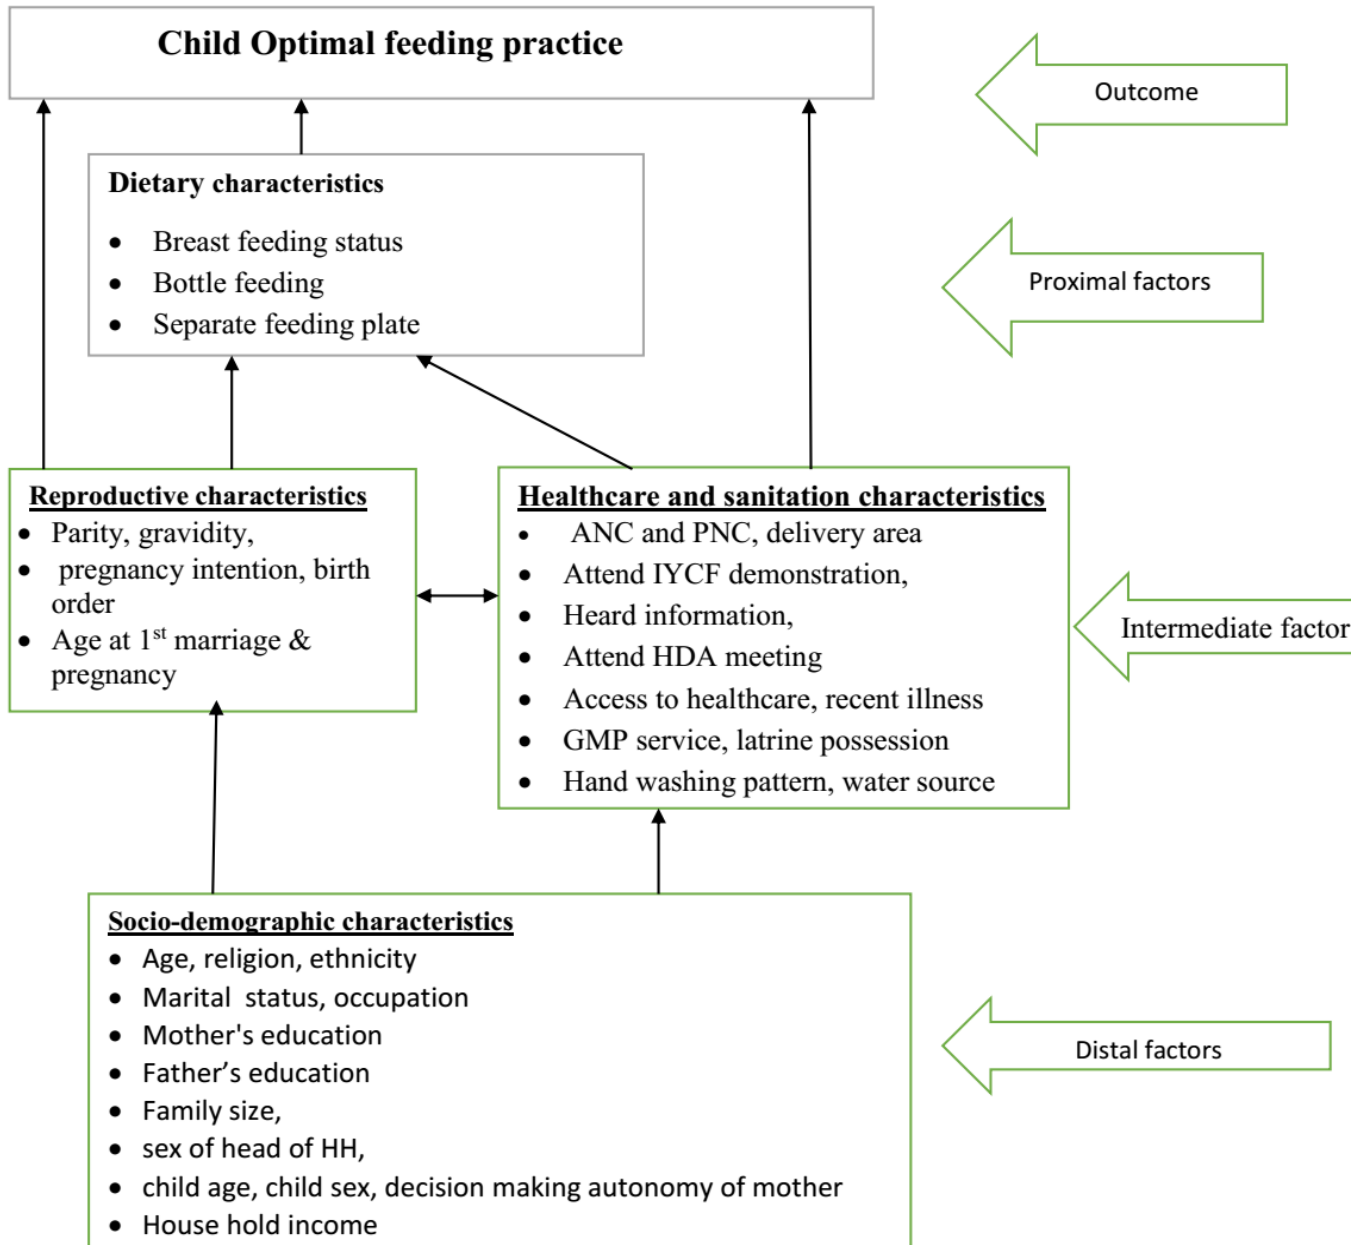 Child Optimal feeding practice
Outcome
Dietary characteristics
• Breast feeding status
• Bottle feeding
• Separate feeding plate
Proximal factors
Reproductive characteristics
• Parity, gravidity,
• pregnancy intention, birth
order
• Age at 1st marriage &
pregnancy
Healthcare and sanitation characteristics
• ANC and PNC, delivery area
• Attend IYCF demonstration,
• Heard information,
• Attend HDA meeting
• Access to healthcare, recent illness
• GMP service, latrine possession
• Hand washing pattern, water source
Intermediate factor
Socio-demographic characteristics
• Age, religion, ethnicity
• Marital status, occupation
• Mother's education
• Father’s education
• Family size,
• sex of head of HH,
• child age, child sex, decision making autonomy of mother
• House hold income
Distal factors